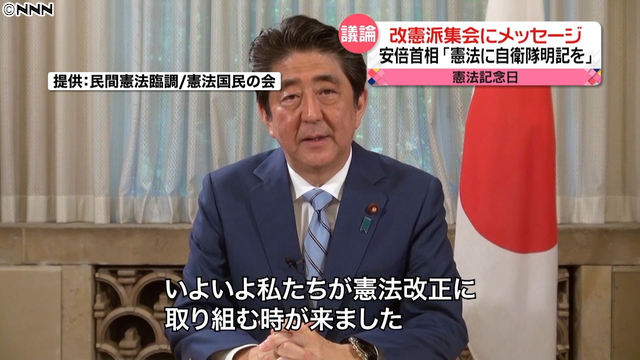 NNN
議論
改憲派集会にメッセージ
安倍首相「憲法に自衛隊明記を」
憲法記念日
提供:民間憲法臨調/憲法国民の会
いよいよ私たちが憲法改正に
取り組む時が来ました